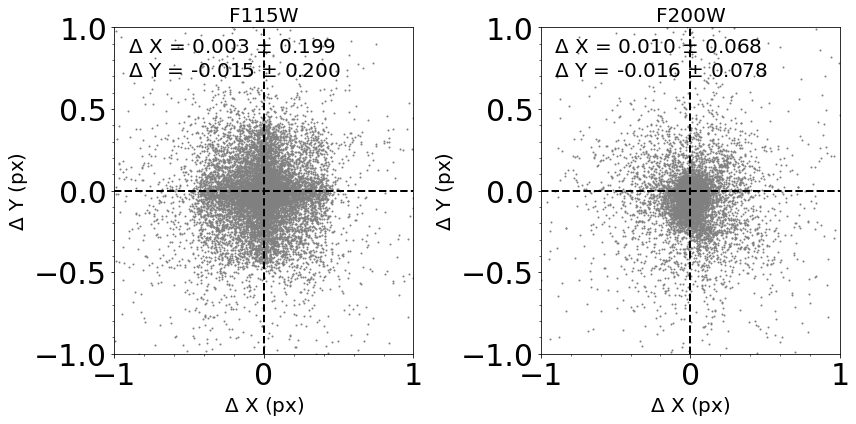 F115W
Δ X = 0.003 ± 0.199
Δ Y = -0.015 ± 0.200
1.0
0.5
0.0
−0.5
−1.0
−1
0
1
Δ Y (px)
Δ X (px)
F200W
Δ X = 0.010 ± 0.068
Δ Y = -0.016 ± 0.078
1.0
0.5
0.0
−0.5
−1.0
−1
0
1
Δ Y (px)
Δ X (px)